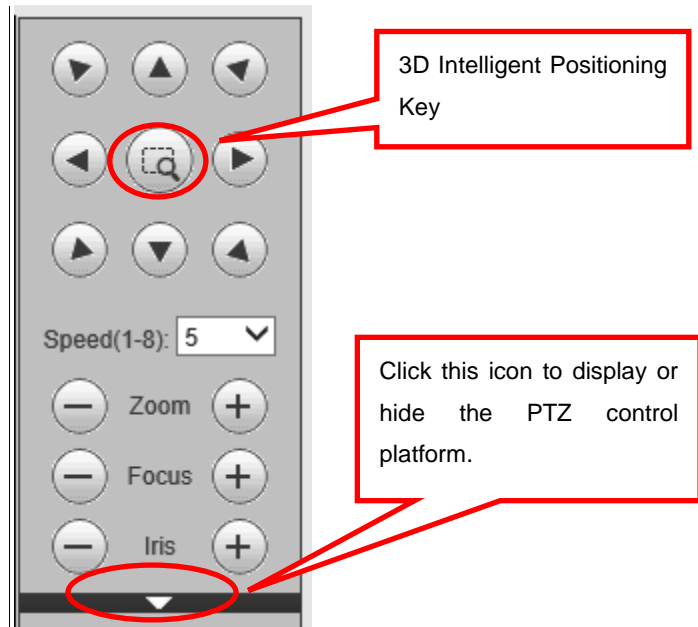 3D Intelligent Positioning
Key
Speed(1-8): 5
Zoom
Focus
Iris
Click this icon to display or
hide the PTZ control
platform.